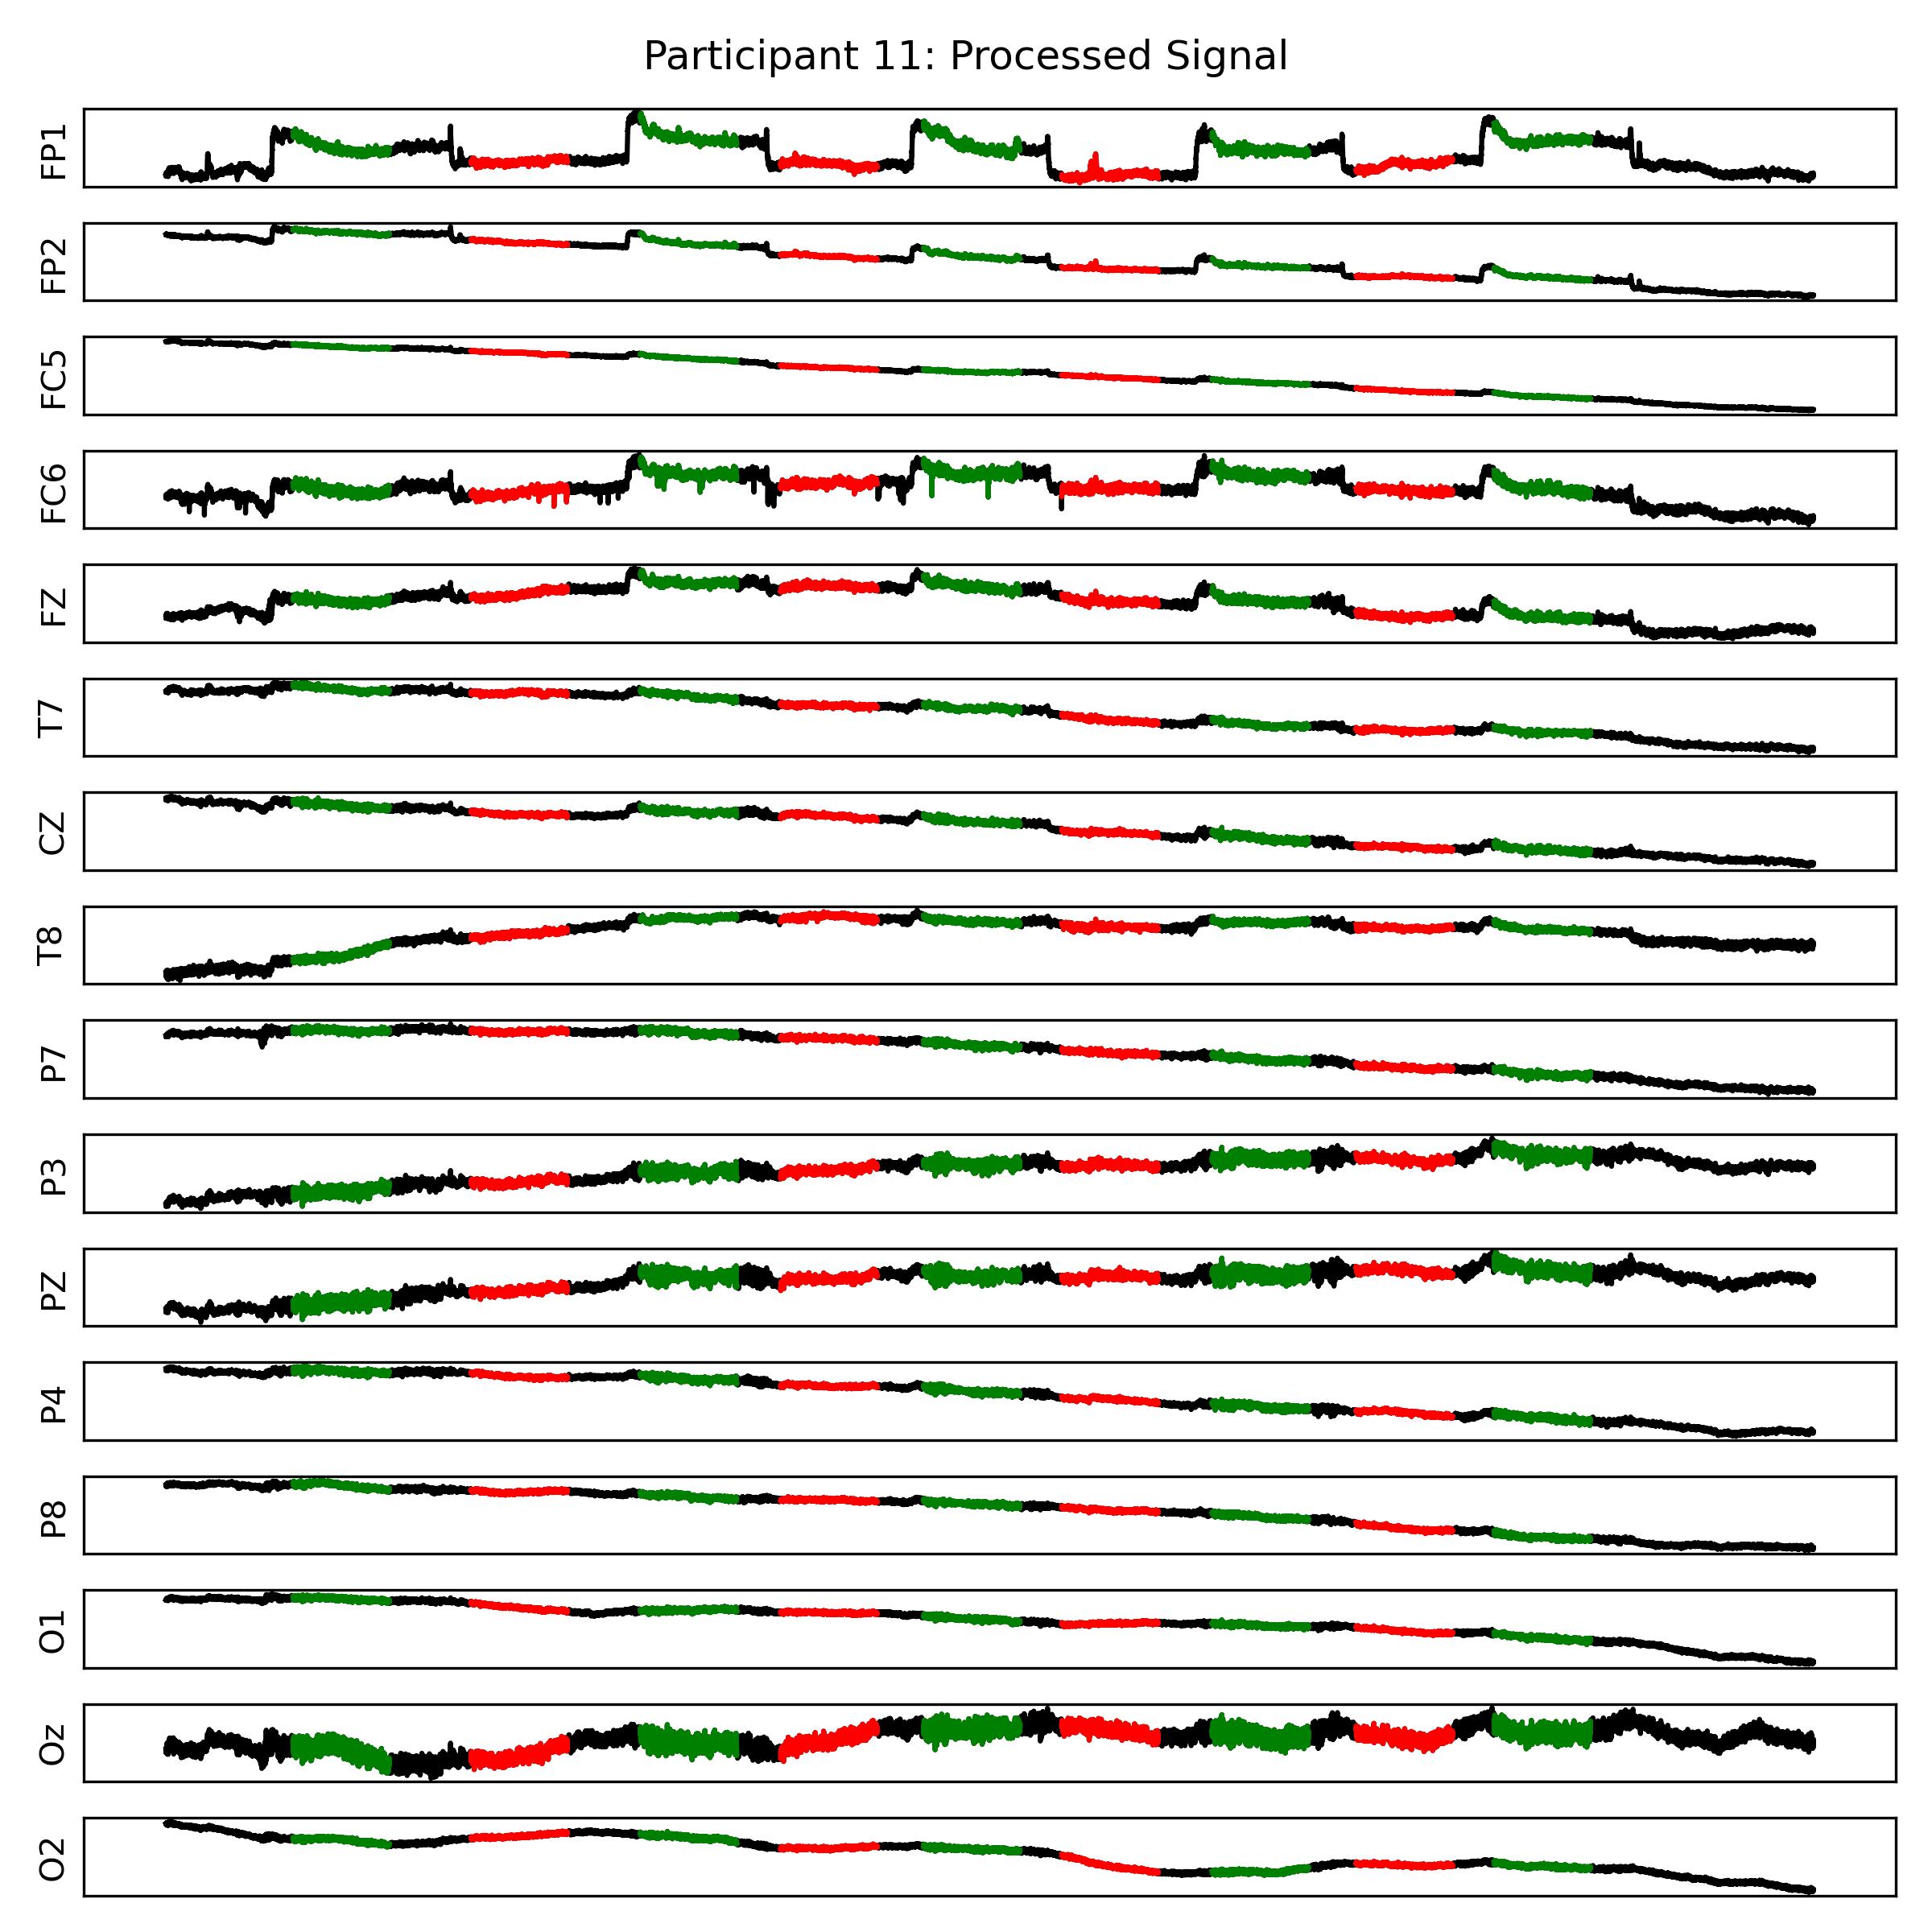 Participant 11: Processed Signal
FP1
FP2
FC5
FC6
FZ
T7
CZ
T8
P7
P3
PZ
P4
P8
O1
Oz
O2